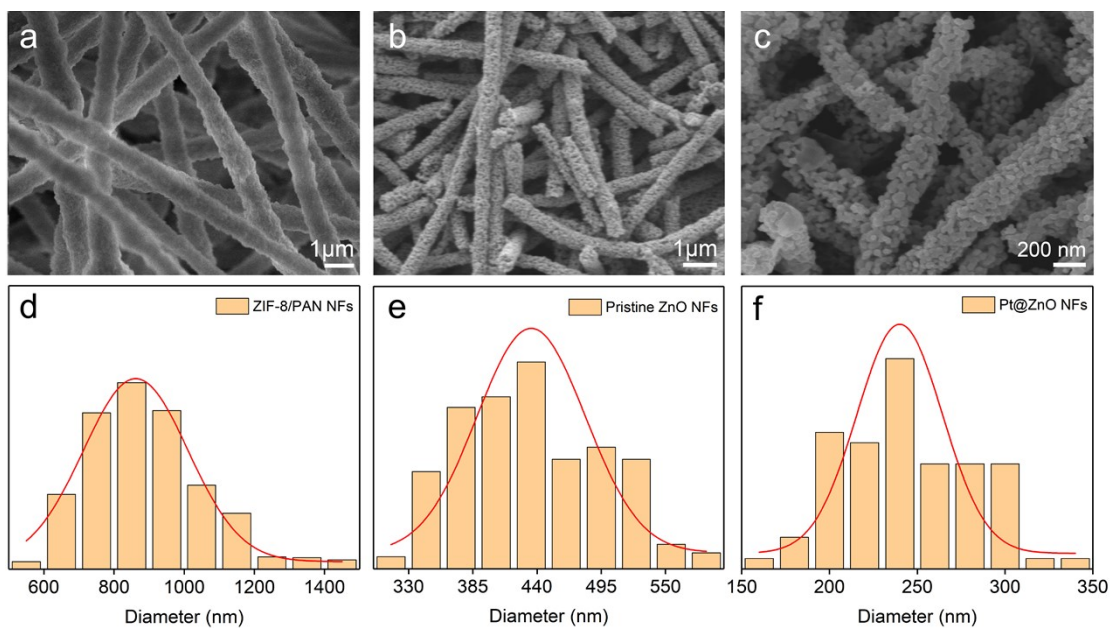 a
b
c
1µm
1µm
200 nm
d
ZIF-8/PAN NFs
e
Pristine ZnO NFs
f
Pt@ZnO NFs
600 800 1000 1200 1400
330 385 440 495 550
150 200 250 300 350
Diameter (nm)
Diameter (nm)
Diameter (nm)